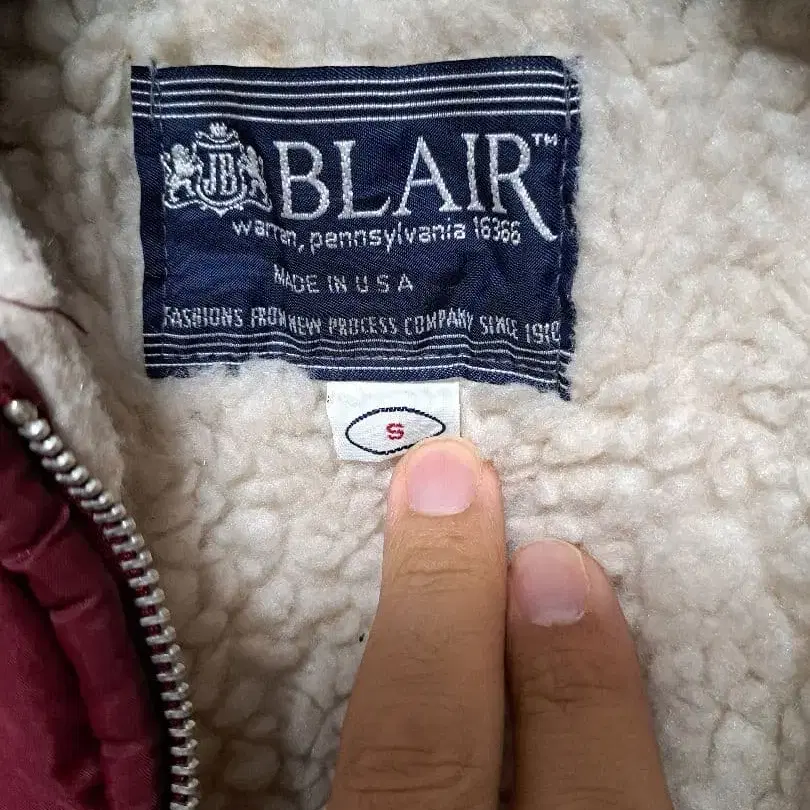 JB BLAIR™
warren, pennsylvania 16366
MADE IN U S A
FASHIONS FROM NEW PROCESS COMPANY SINCE 1910
S